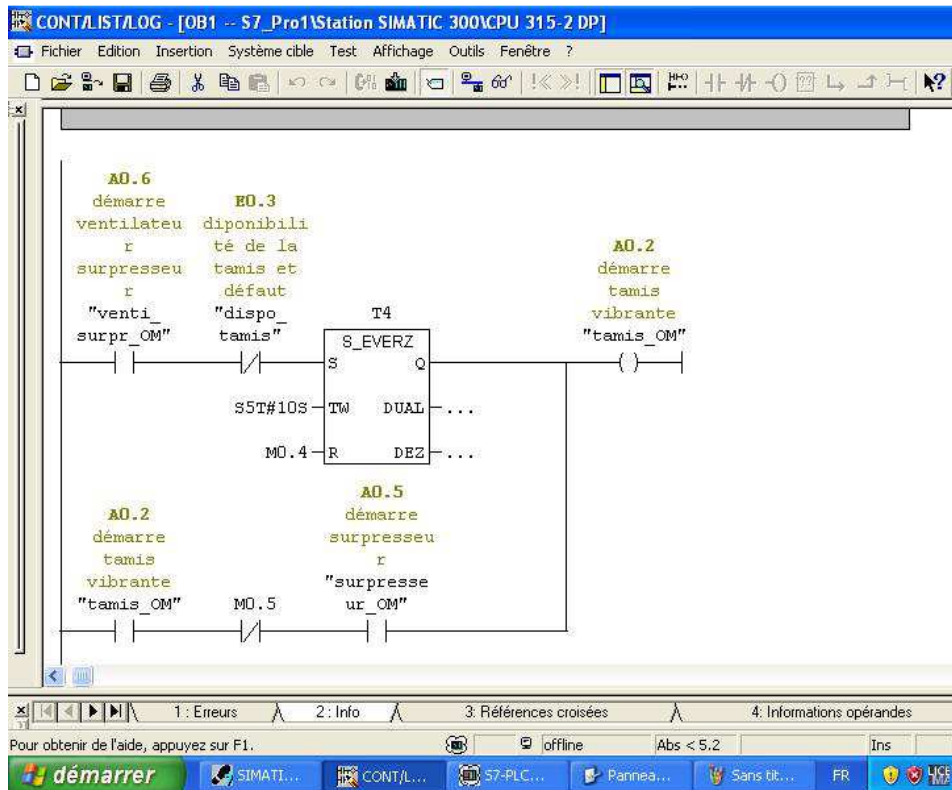 CONT/LIST/LOG - [OB1 -- S7_Pro1\Station SIMATIC 300\CPU 315-2 DP]
Fichier Edition Insertion Système cible Test Affichage Outils Fenêtre ?
A0.6
démarre
ventilateu
r
surpresseu
r
"venti_
surpr_OM"
E0.3
diponibili
té de la
tamis et
défaut
"dispo_
tamis"
T4
S_EVERZ
S Q
S5T#10S TW DUAL ...
M0.4 R DEZ ...
A0.2
démarre
tamis
vibrante
"tamis_OM"
A0.2
démarre
tamis
vibrante
"tamis_OM"
M0.5
A0.5
démarre
surpresseu
r
"surpresse
ur_OM"
1 : Erreurs 2 : Info 3: Références croisées 4: Informations opérandes
Pour obtenir de l'aide, appuyez sur F1. offline Abs < 5.2 Ins
démarrer SIMATI... CONT/L... S7-PLC... Pannea... Sans tit... FR